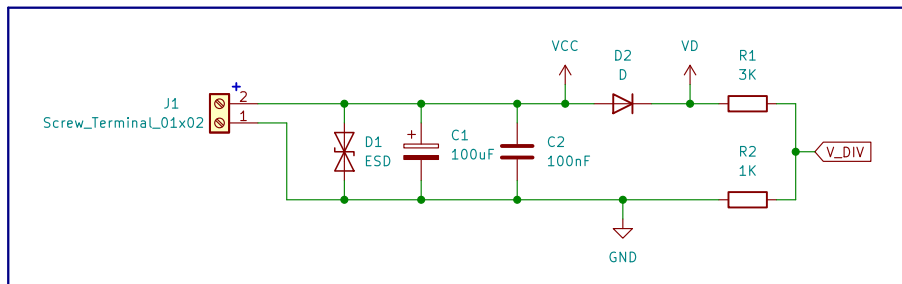 VCC
D2
D
VD
R1
3K
+
J1
Screw_Terminal_01x02
2
1
D1
ESD
+
C1
100uF
C2
100nF
R2
1K
V_DIV
GND